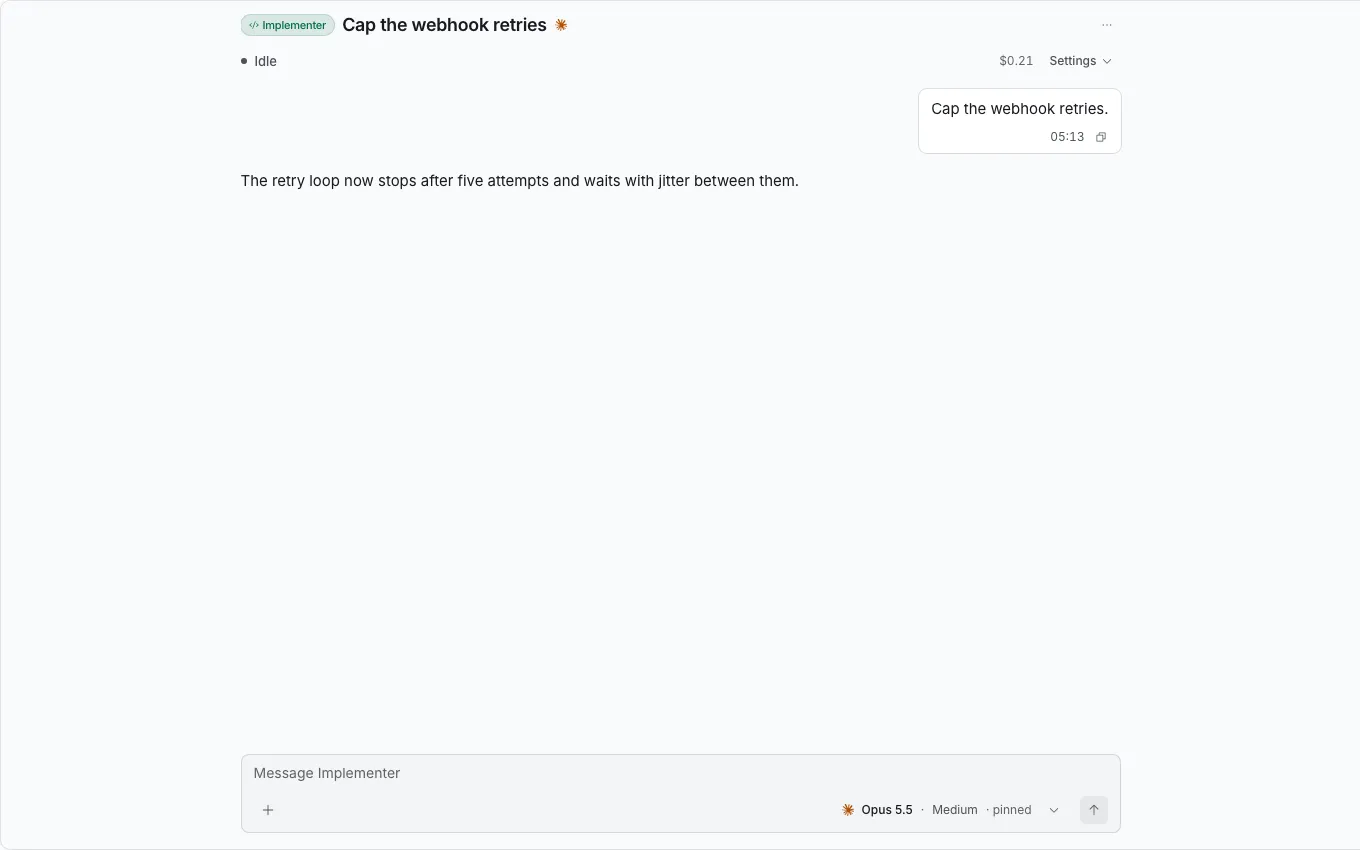 Implementer Cap the webhook retries
Idle
$0.21 Settings
Cap the webhook retries.
05:13
The retry loop now stops after five attempts and waits with jitter between them.
Message Implementer
Opus 5.5 · Medium · pinned